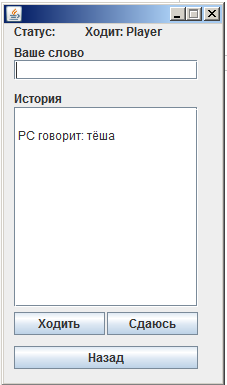 Статус: Ходит: Player
Ваше слово
История
PC говорит: тёша
Ходить Сдаюсь
Назад